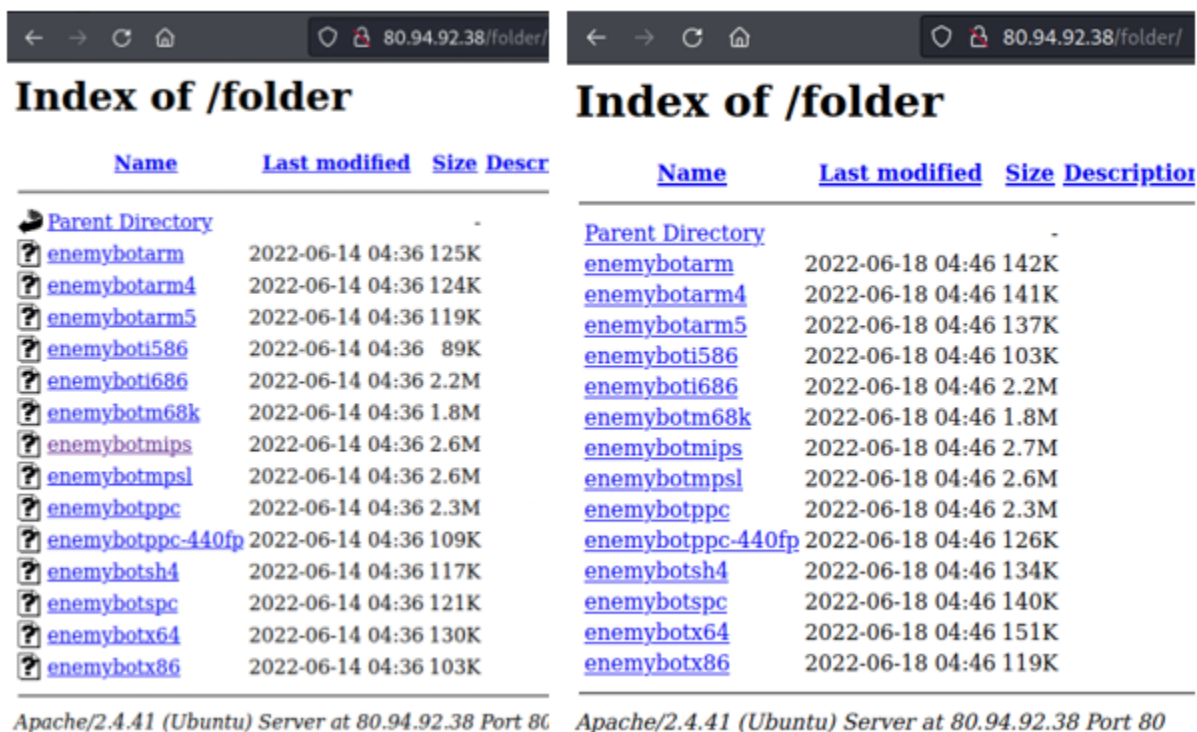 80.94.92.38/folder/
Index of /folder
Name Last modified Size Descr
Parent Directory -
enemybotarm 2022-06-14 04:36 125K
enemybotarm4 2022-06-14 04:36 124K
enemybotarm5 2022-06-14 04:36 119K
enemyboti586 2022-06-14 04:36 89K
enemyboti686 2022-06-14 04:36 2.2M
enemybotm68k 2022-06-14 04:36 1.8M
enemybotmips 2022-06-14 04:36 2.6M
enemybotmpsl 2022-06-14 04:36 2.6M
enemybotppc 2022-06-14 04:36 2.3M
enemybotppc-440fp 2022-06-14 04:36 109K
enemybotsh4 2022-06-14 04:36 117K
enemybotspc 2022-06-14 04:36 121K
enemybotx64 2022-06-14 04:36 130K
enemybotx86 2022-06-14 04:36 103K
Apache/2.4.41 (Ubuntu) Server at 80.94.92.38 Port 80
80.94.92.38/folder/
Index of /folder
Name Last modified Size Description
Parent Directory -
enemybotarm 2022-06-18 04:46 142K
enemybotarm4 2022-06-18 04:46 141K
enemybotarm5 2022-06-18 04:46 137K
enemyboti586 2022-06-18 04:46 103K
enemyboti686 2022-06-18 04:46 2.2M
enemybotm68k 2022-06-18 04:46 1.8M
enemybotmips 2022-06-18 04:46 2.7M
enemybotmpsl 2022-06-18 04:46 2.6M
enemybotppc 2022-06-18 04:46 2.3M
enemybotppc-440fp 2022-06-18 04:46 126K
enemybotsh4 2022-06-18 04:46 134K
enemybotspc 2022-06-18 04:46 140K
enemybotx64 2022-06-18 04:46 151K
enemybotx86 2022-06-18 04:46 119K
Apache/2.4.41 (Ubuntu) Server at 80.94.92.38 Port 80